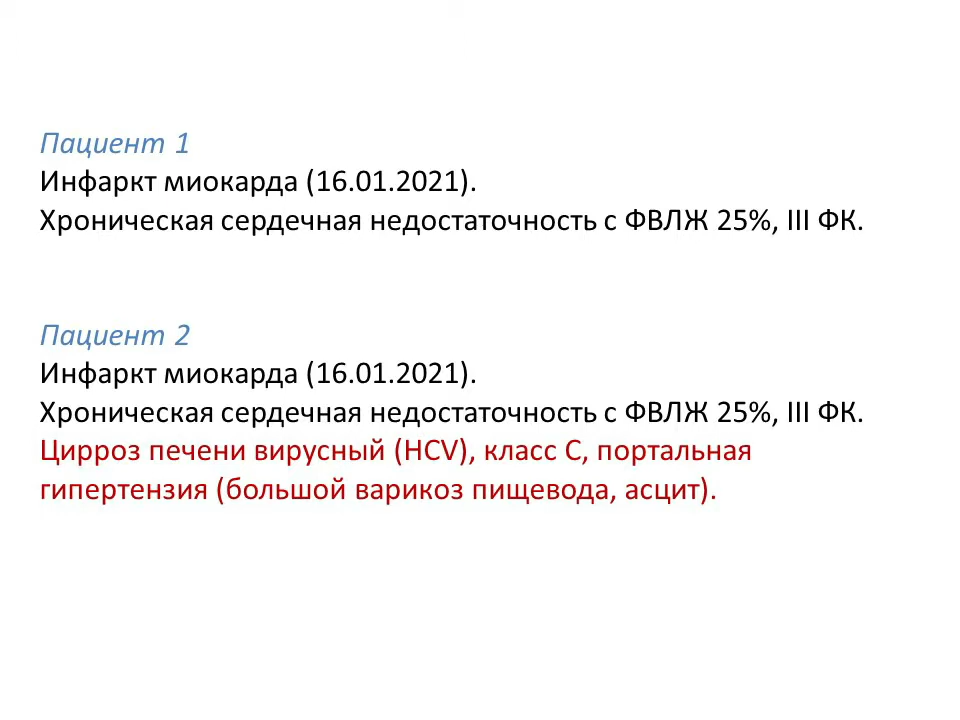 Пациент 1
Инфаркт миокарда (16.01.2021).
Хроническая сердечная недостаточность с ФВЛЖ 25%, III ФК.
Пациент 2
Инфаркт миокарда (16.01.2021).
Хроническая сердечная недостаточность с ФВЛЖ 25%, III ФК.
Цирроз печени вирусный (HCV), класс С, портальная
гипертензия (большой варикоз пищевода, асцит).